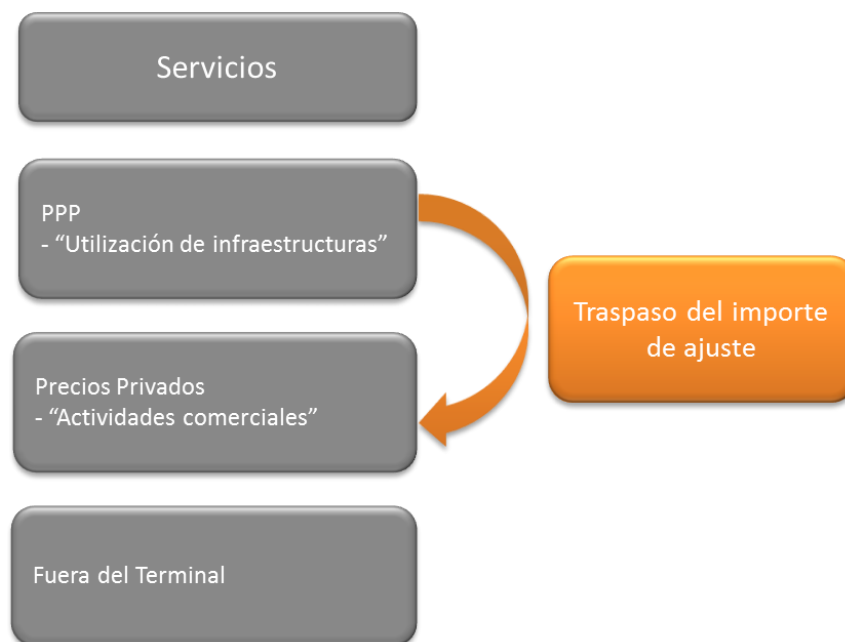 Servicios
PPP
- “Utilización de infraestructuras”
Traspaso del importe
de ajuste
Precios Privados
- “Actividades comerciales”
Fuera del Terminal